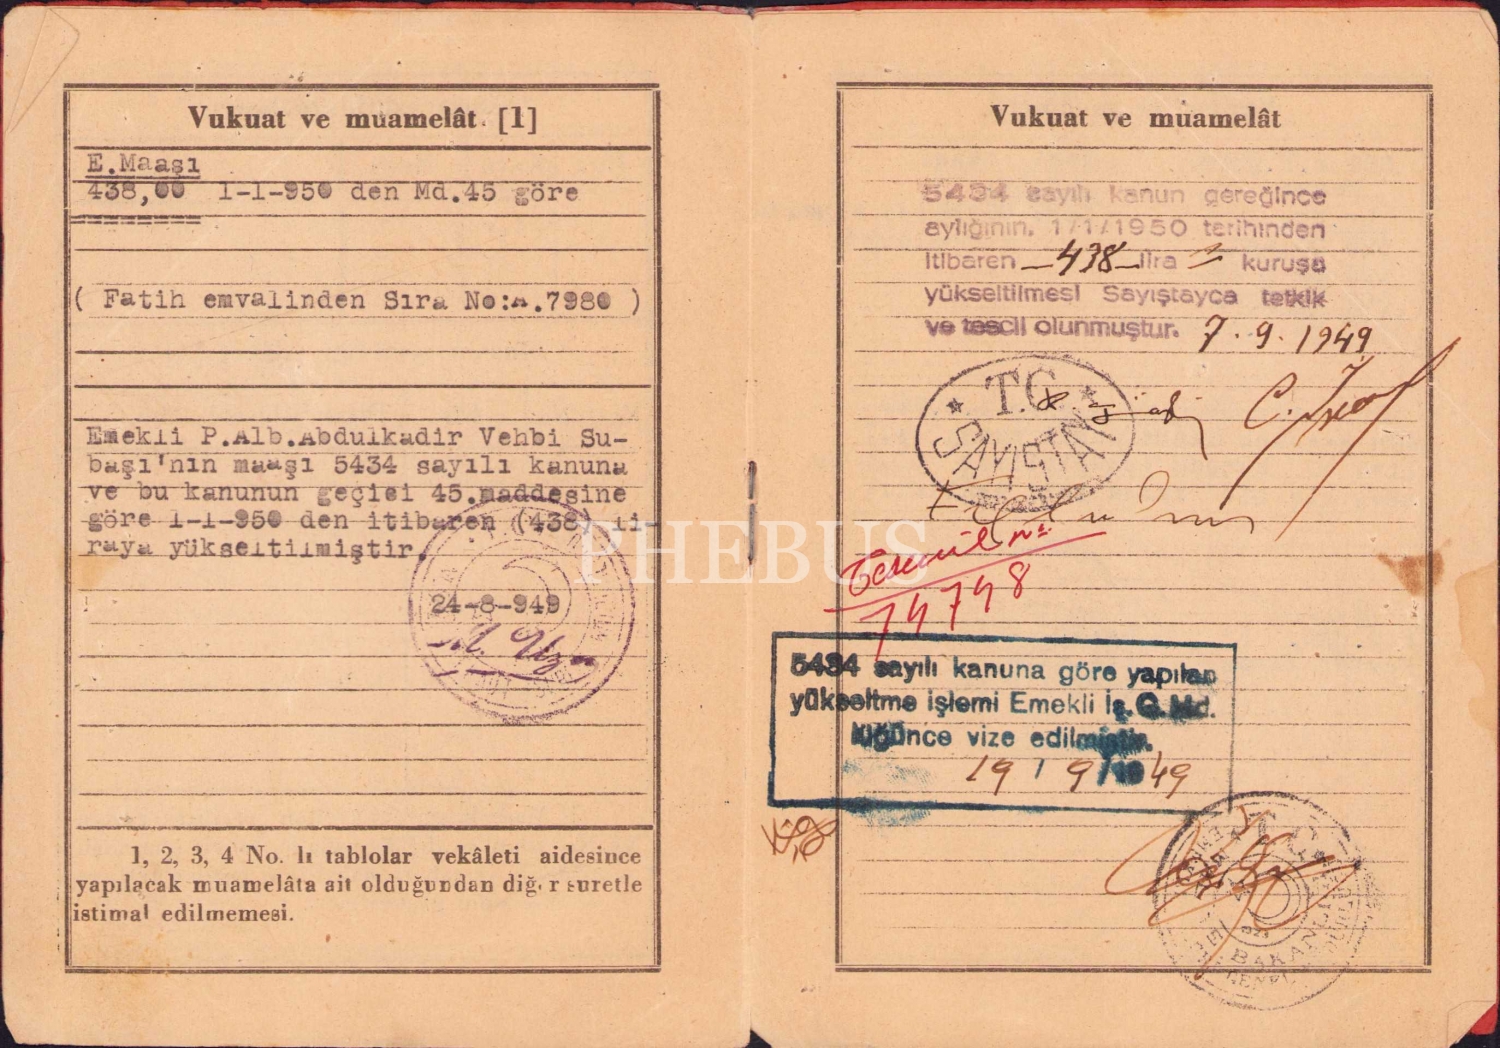 Vukuat ve muamelât [1]
E.Maaşı
438,00 1-1-950 den Md.45 göre
==========
( Fatih emvalinden Sıra No:A.7980 )
Emekli P.Alb.Abdulkadir Vehbi Su-
başı'nın maaşı 5434 sayılı kanuna
ve bu kanunun geçici 45.maddesine
göre 1-1-950 den itibaren (438) li
raya yükseltilmiştir.
24-8-949
1, 2, 3, 4 No. lı tablolar vekâleti aidesince
yapılacak muamelâta ait olduğundan diğer suretle
istimal edilmemesi.
Vukuat ve muamelât
5434 sayılı kanun gereğince
aylığının, 1/1/1950 tarihinden
itibaren 438 lira kuruşa
yükseltilmesi Sayıştayca tetkik
ve tescil olunmuştur. 7.9.1949
T.C
SAYIŞTAY
Tescil No:
74748
5434 sayılı kanuna göre yapılan
yükseltme işlemi Emekli İş.G.Md.
lüğünce vize edilmiştir.
19 / 9 / 1949
T.C.
BAKANLIĞI
PHEBUS